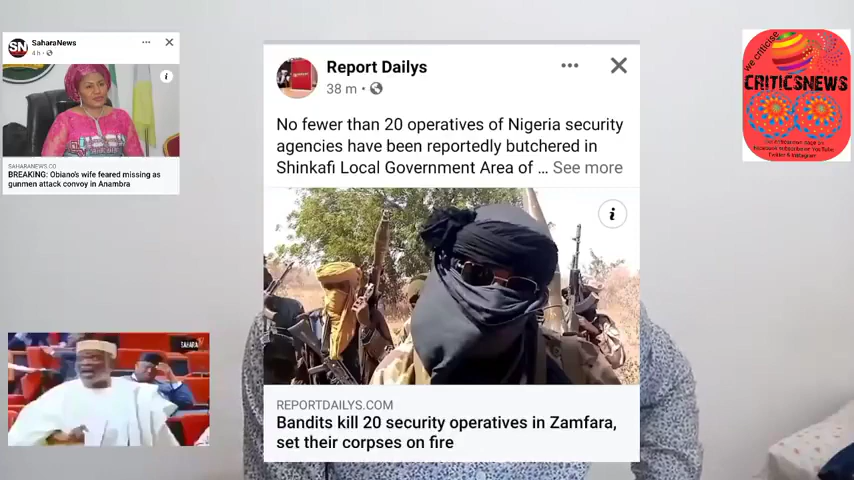 SN
SaharaNews
4 h
SAHARANEWS.CO
BREAKING: Obiano's wife feared missing as
gunmen attack convoy in Anambra
Report Dailys
38 m
No fewer than 20 operatives of Nigeria security
agencies have been reportedly butchered in
Shinkafi Local Government Area of ... See more
REPORTDAILYS.COM
Bandits kill 20 security operatives in Zamfara,
set their corpses on fire
we criticise
CRITICSNEWS
Twitter & Instagram
SAHARA